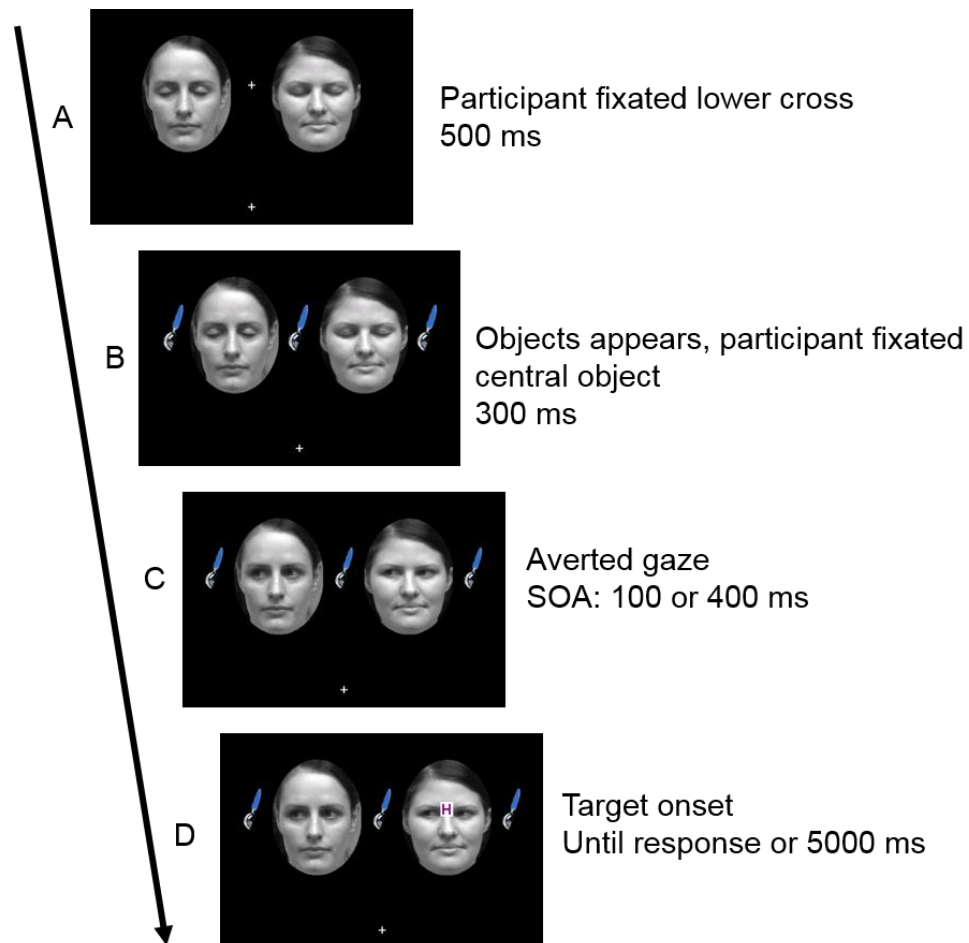 A
Participant fixated lower cross
500 ms
B
Objects appears, participant fixated
central object
300 ms
C
Averted gaze
SOA: 100 or 400 ms
D
H
Target onset
Until response or 5000 ms